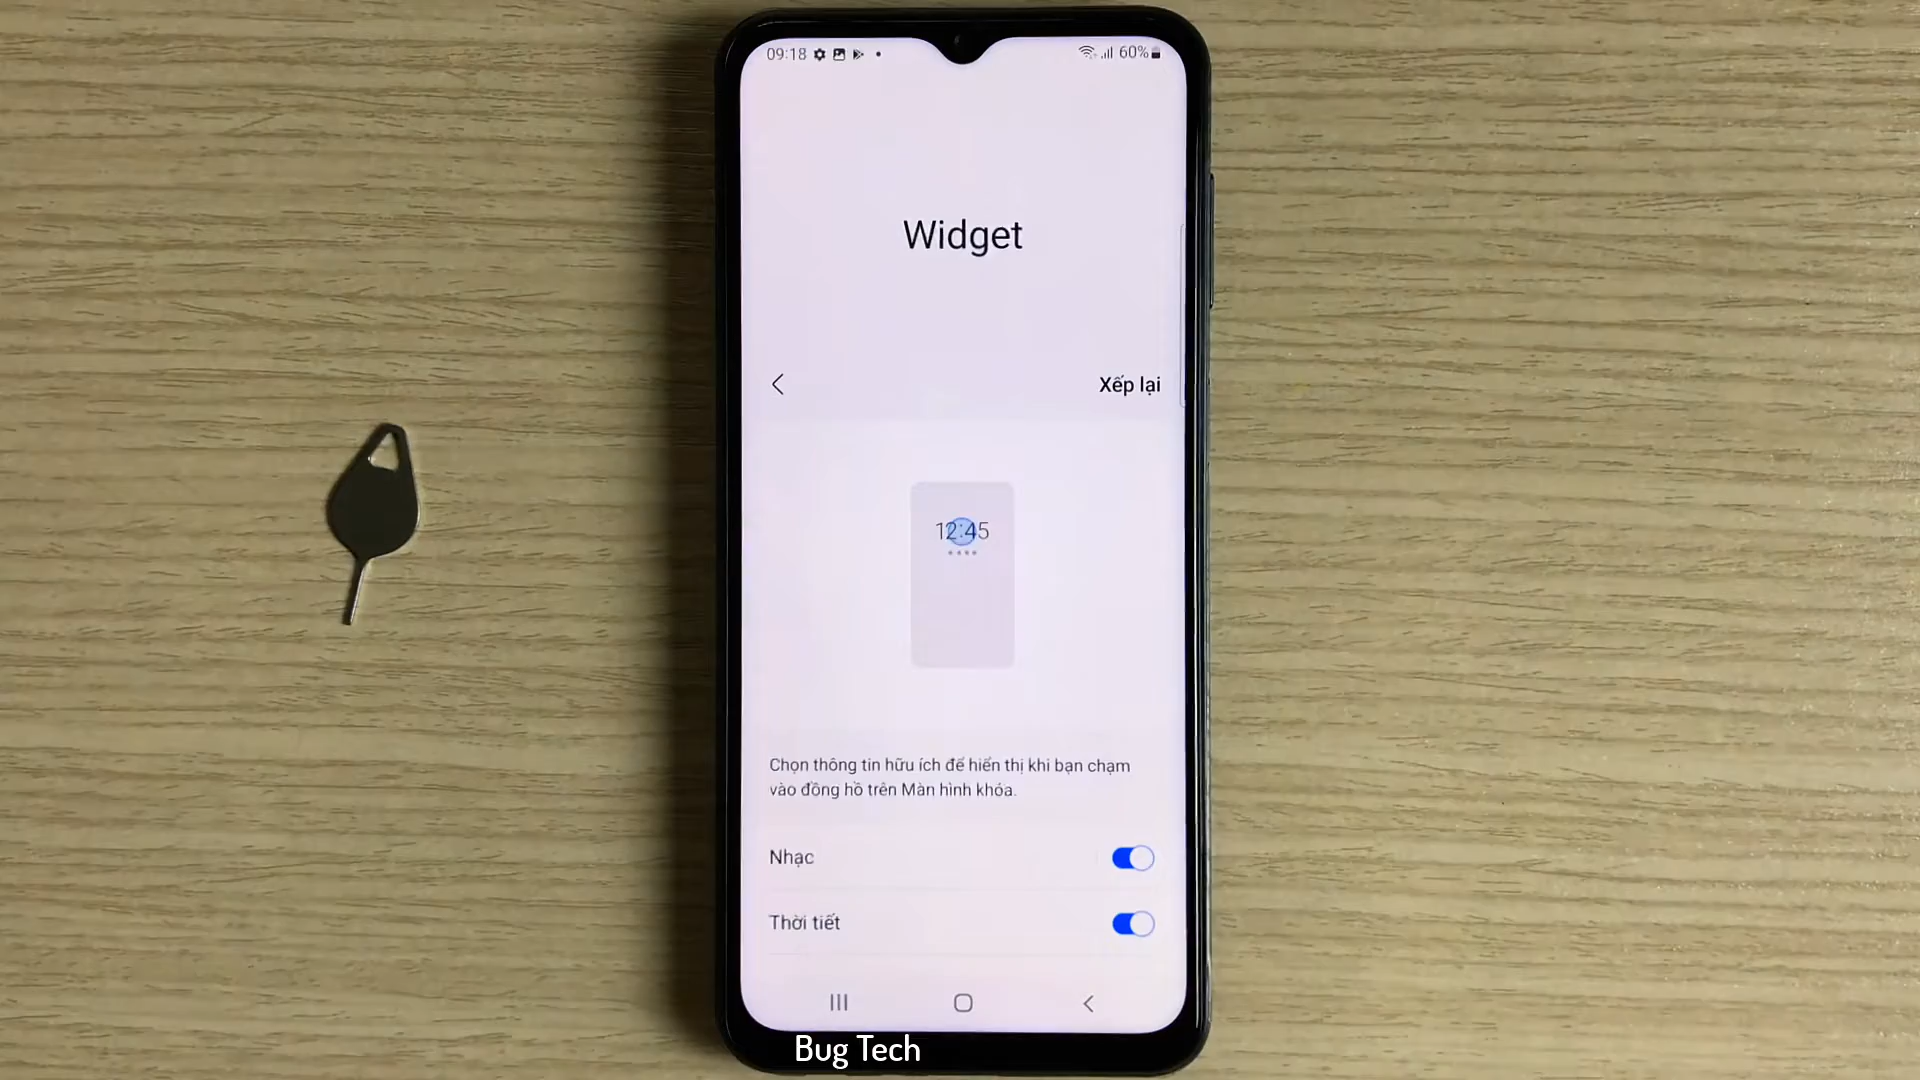 09:18
60%
Widget
Xếp lại
12:45
Chọn thông tin hữu ích để hiển thị khi bạn chạm
vào đồng hồ trên Màn hình khóa.
Nhạc
Thời tiết
Bug Tech